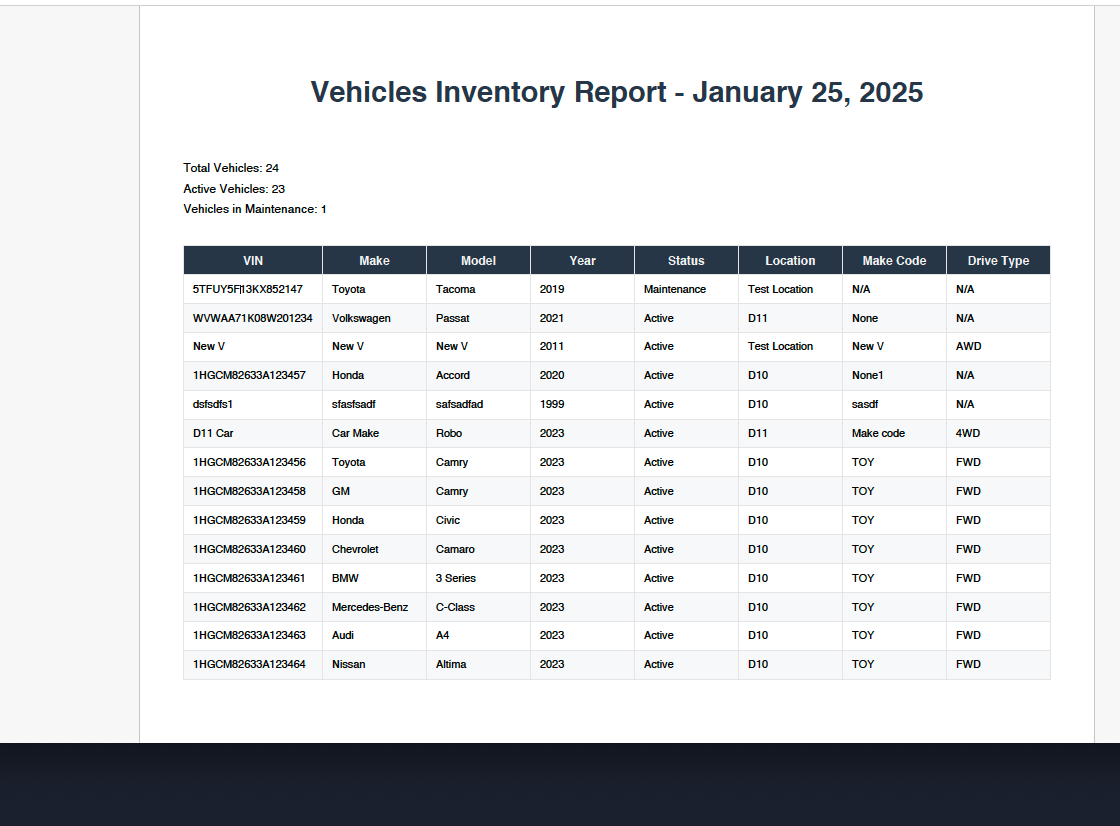 Vehicles Inventory Report - January 25, 2025
Total Vehicles: 24
Active Vehicles: 23
Vehicles in Maintenance: 1
VIN Make Model Year Status Location Make Code Drive Type
5TFUY5F13KX852147 Toyota Tacoma 2019 Maintenance Test Location N/A N/A
WVWAA71K08W201234 Volkswagen Passat 2021 Active D11 None N/A
New V New V New V 2011 Active Test Location New V AWD
1HGCM82633A123457 Honda Accord 2020 Active D10 None1 N/A
dsfsdfs1 sfasfsadf safsadfad 1999 Active D10 sasdf N/A
D11 Car Car Make Robo 2023 Active D11 Make code 4WD
1HGCM82633A123456 Toyota Camry 2023 Active D10 TOY FWD
1HGCM82633A123458 GM Camry 2023 Active D10 TOY FWD
1HGCM82633A123459 Honda Civic 2023 Active D10 TOY FWD
1HGCM82633A123460 Chevrolet Camaro 2023 Active D10 TOY FWD
1HGCM82633A123461 BMW 3 Series 2023 Active D10 TOY FWD
1HGCM82633A123462 Mercedes-Benz C-Class 2023 Active D10 TOY FWD
1HGCM82633A123463 Audi A4 2023 Active D10 TOY FWD
1HGCM82633A123464 Nissan Altima 2023 Active D10 TOY FWD